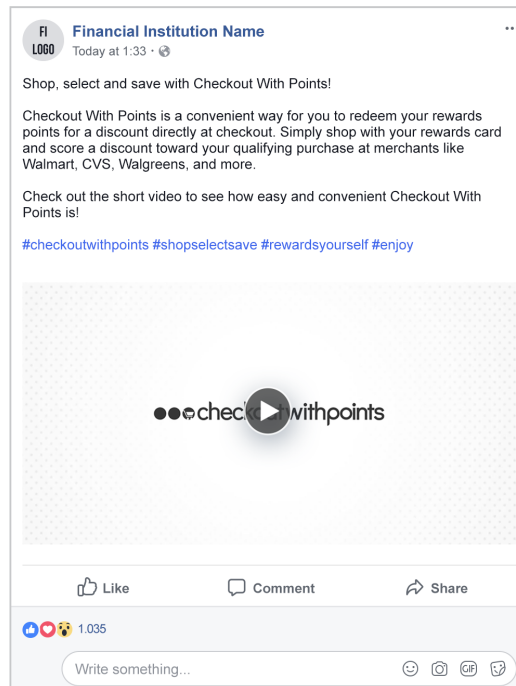 FI
LOGO
Financial Institution Name
Today at 1:33 ·
Shop, select and save with Checkout With Points!
Checkout With Points is a convenient way for you to redeem your rewards
points for a discount directly at checkout. Simply shop with your rewards card
and score a discount toward your qualifying purchase at merchants like
Walmart, CVS, Walgreens, and more.
Check out the short video to see how easy and convenient Checkout With
Points is!
#checkoutwithpoints #shopselectsave #rewardsyourself #enjoy
checkoutwithpoints
Like Comment Share
1.035
Write something... GIF